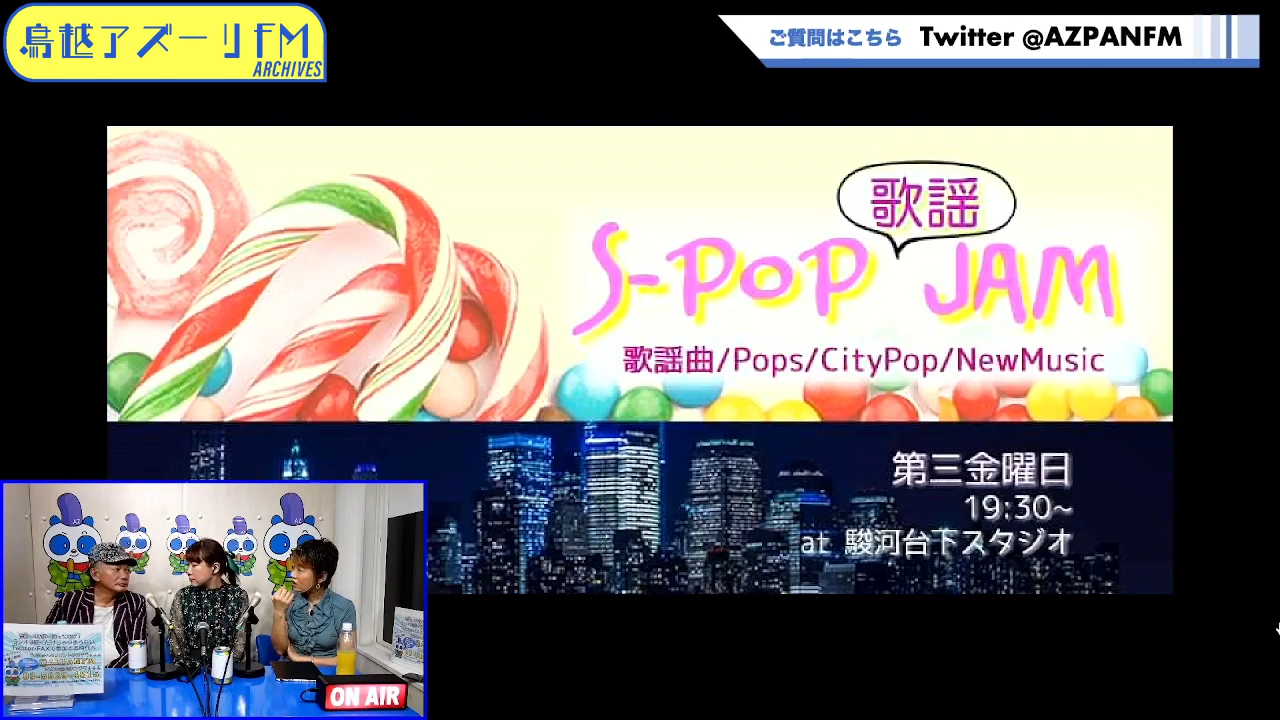 鳥越アズーリFM
ARCHIVES
ご質問はこちら Twitter @AZPANFM
歌謡
S-POP JAM
歌謡曲/Pops/CityPop/NewMusic
第三金曜日
19:30~
at 駿河台下スタジオ
ON AIR